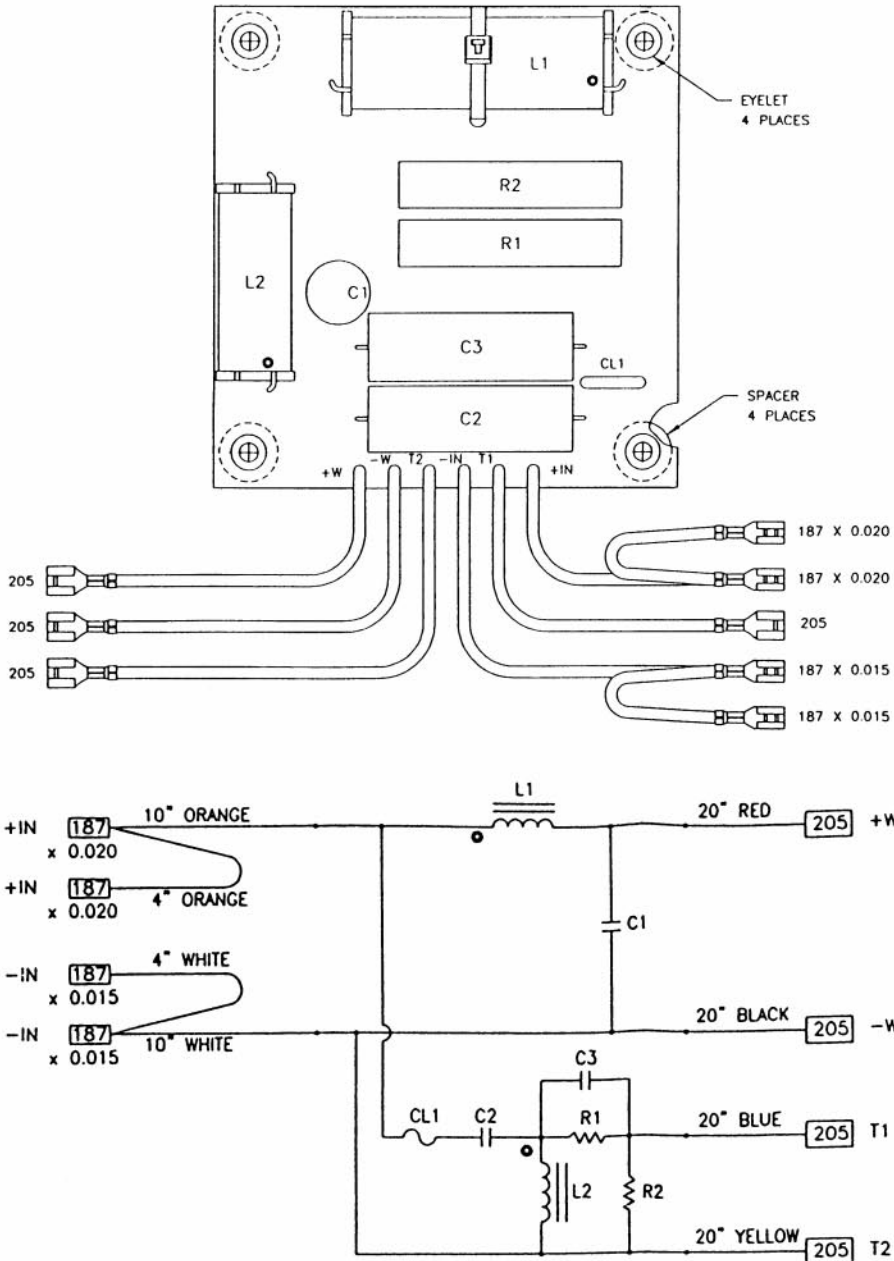 L1
EYELET
4 PLACES
R2
R1
L2
C1
C3
CL1
C2
SPACER
4 PLACES
+W
-W
T2
-IN
T1
+IN
187 X 0.020
205
187 X 0.020
205
205
205
187 X 0.015
187 X 0.015
L1
+IN
187
10" ORANGE
20" RED
205
+W
x 0.020
+IN
187
4" ORANGE
x 0.020
C1
-IN
187
4" WHITE
x 0.015
-IN
187
10" WHITE
20" BLACK
205
-W
x 0.015
C3
CL1
C2
R1
20" BLUE
205
T1
L2
R2
20" YELLOW
205
T2